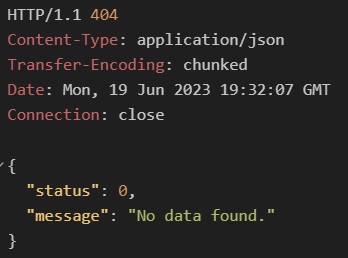 HTTP/1.1 404
Content-Type: application/json
Transfer-Encoding: chunked
Date: Mon, 19 Jun 2023 19:32:07 GMT
Connection: close

{
  "status": 0,
  "message": "No data found."
}